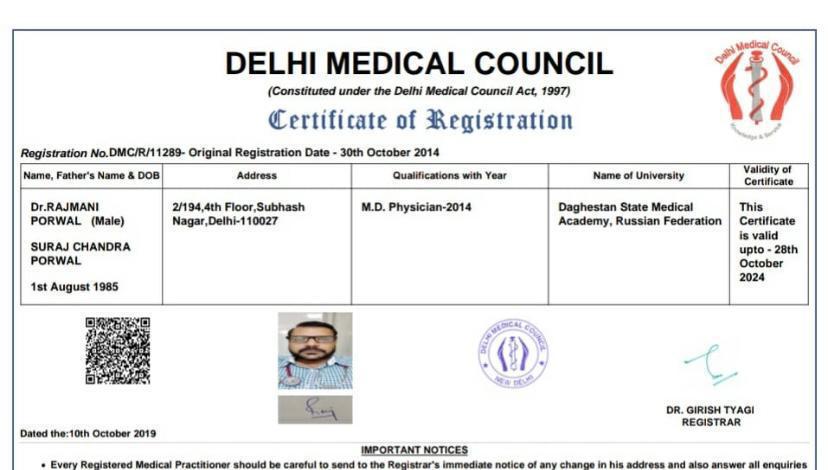 DELHI MEDICAL COUNCIL
(Constituted under the Delhi Medical Council Act, 1997)
Certificate of Registration
Delhi Medical Council
Knowledge & Service
Registration No.DMC/R/11289- Original Registration Date - 30th October 2014
Name, Father's Name & DOB
Address
Qualifications with Year
Name of University
Validity of
Certificate
Dr.RAJMANI
PORWAL (Male)
SURAJ CHANDRA
PORWAL
1st August 1985
2/194,4th Floor,Subhash
Nagar,Delhi-110027
M.D. Physician-2014
Daghestan State Medical
Academy, Russian Federation
This
Certificate
is valid
upto - 28th
October
2024
DELHI MEDICAL COUNCIL
NEW DELHI
DR. GIRISH TYAGI
REGISTRAR
Dated the:10th October 2019
IMPORTANT NOTICES
• Every Registered Medical Practitioner should be careful to send to the Registrar's immediate notice of any change in his address and also answer all enquiries